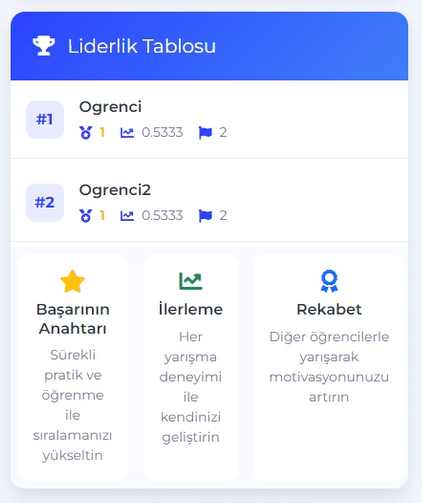 Liderlik Tablosu
#1
Ogrenci
1 0.5333 2
#2
Ogrenci2
1 0.5333 2
Başarının
Anahtarı
Sürekli
pratik ve
öğrenme
ile
sıralamanızı
yükseltin
İlerleme
Her
yarışma
deneyimi
ile
kendinizi
geliştirin
Rekabet
Diğer öğrencilerle
yarışarak
motivasyonunuzu
artırın